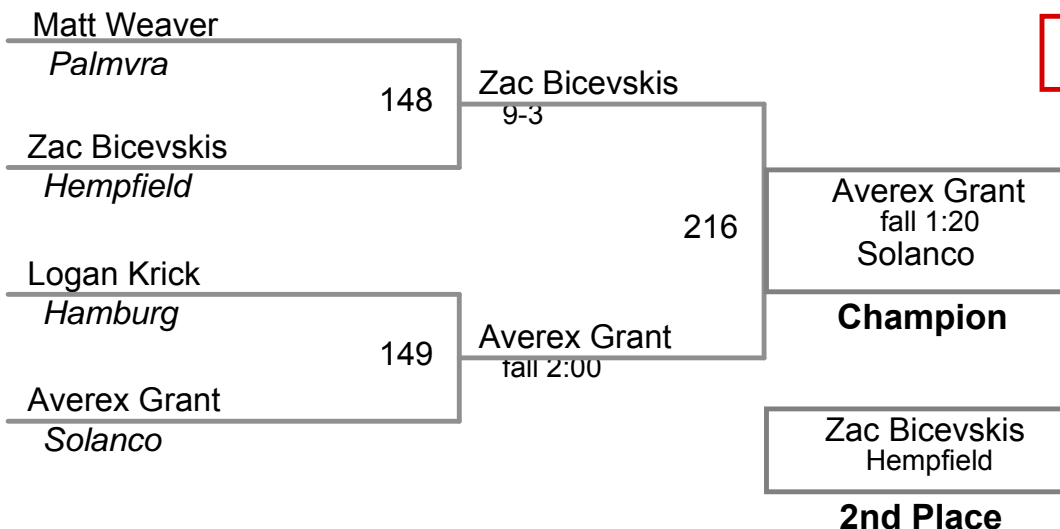 Matt Weaver
Palmvra
148
Zac Bicevskis
9-3
Zac Bicevskis
Hempfield
216
Averex Grant
fall 1:20
Solanco
Champion
Logan Krick
Hamburg
149
Averex Grant
fall 2:00
Averex Grant
Solanco
Zac Bicevskis
Hempfield
2nd Place